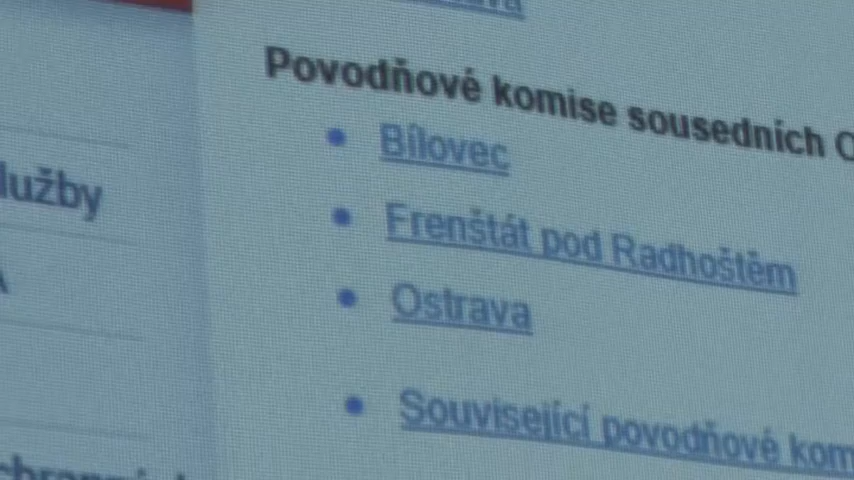 Povodňové komise sousedních
Bílovec
lužby
Frenštát pod Radhoštěm
Ostrava
Související povodňové kom